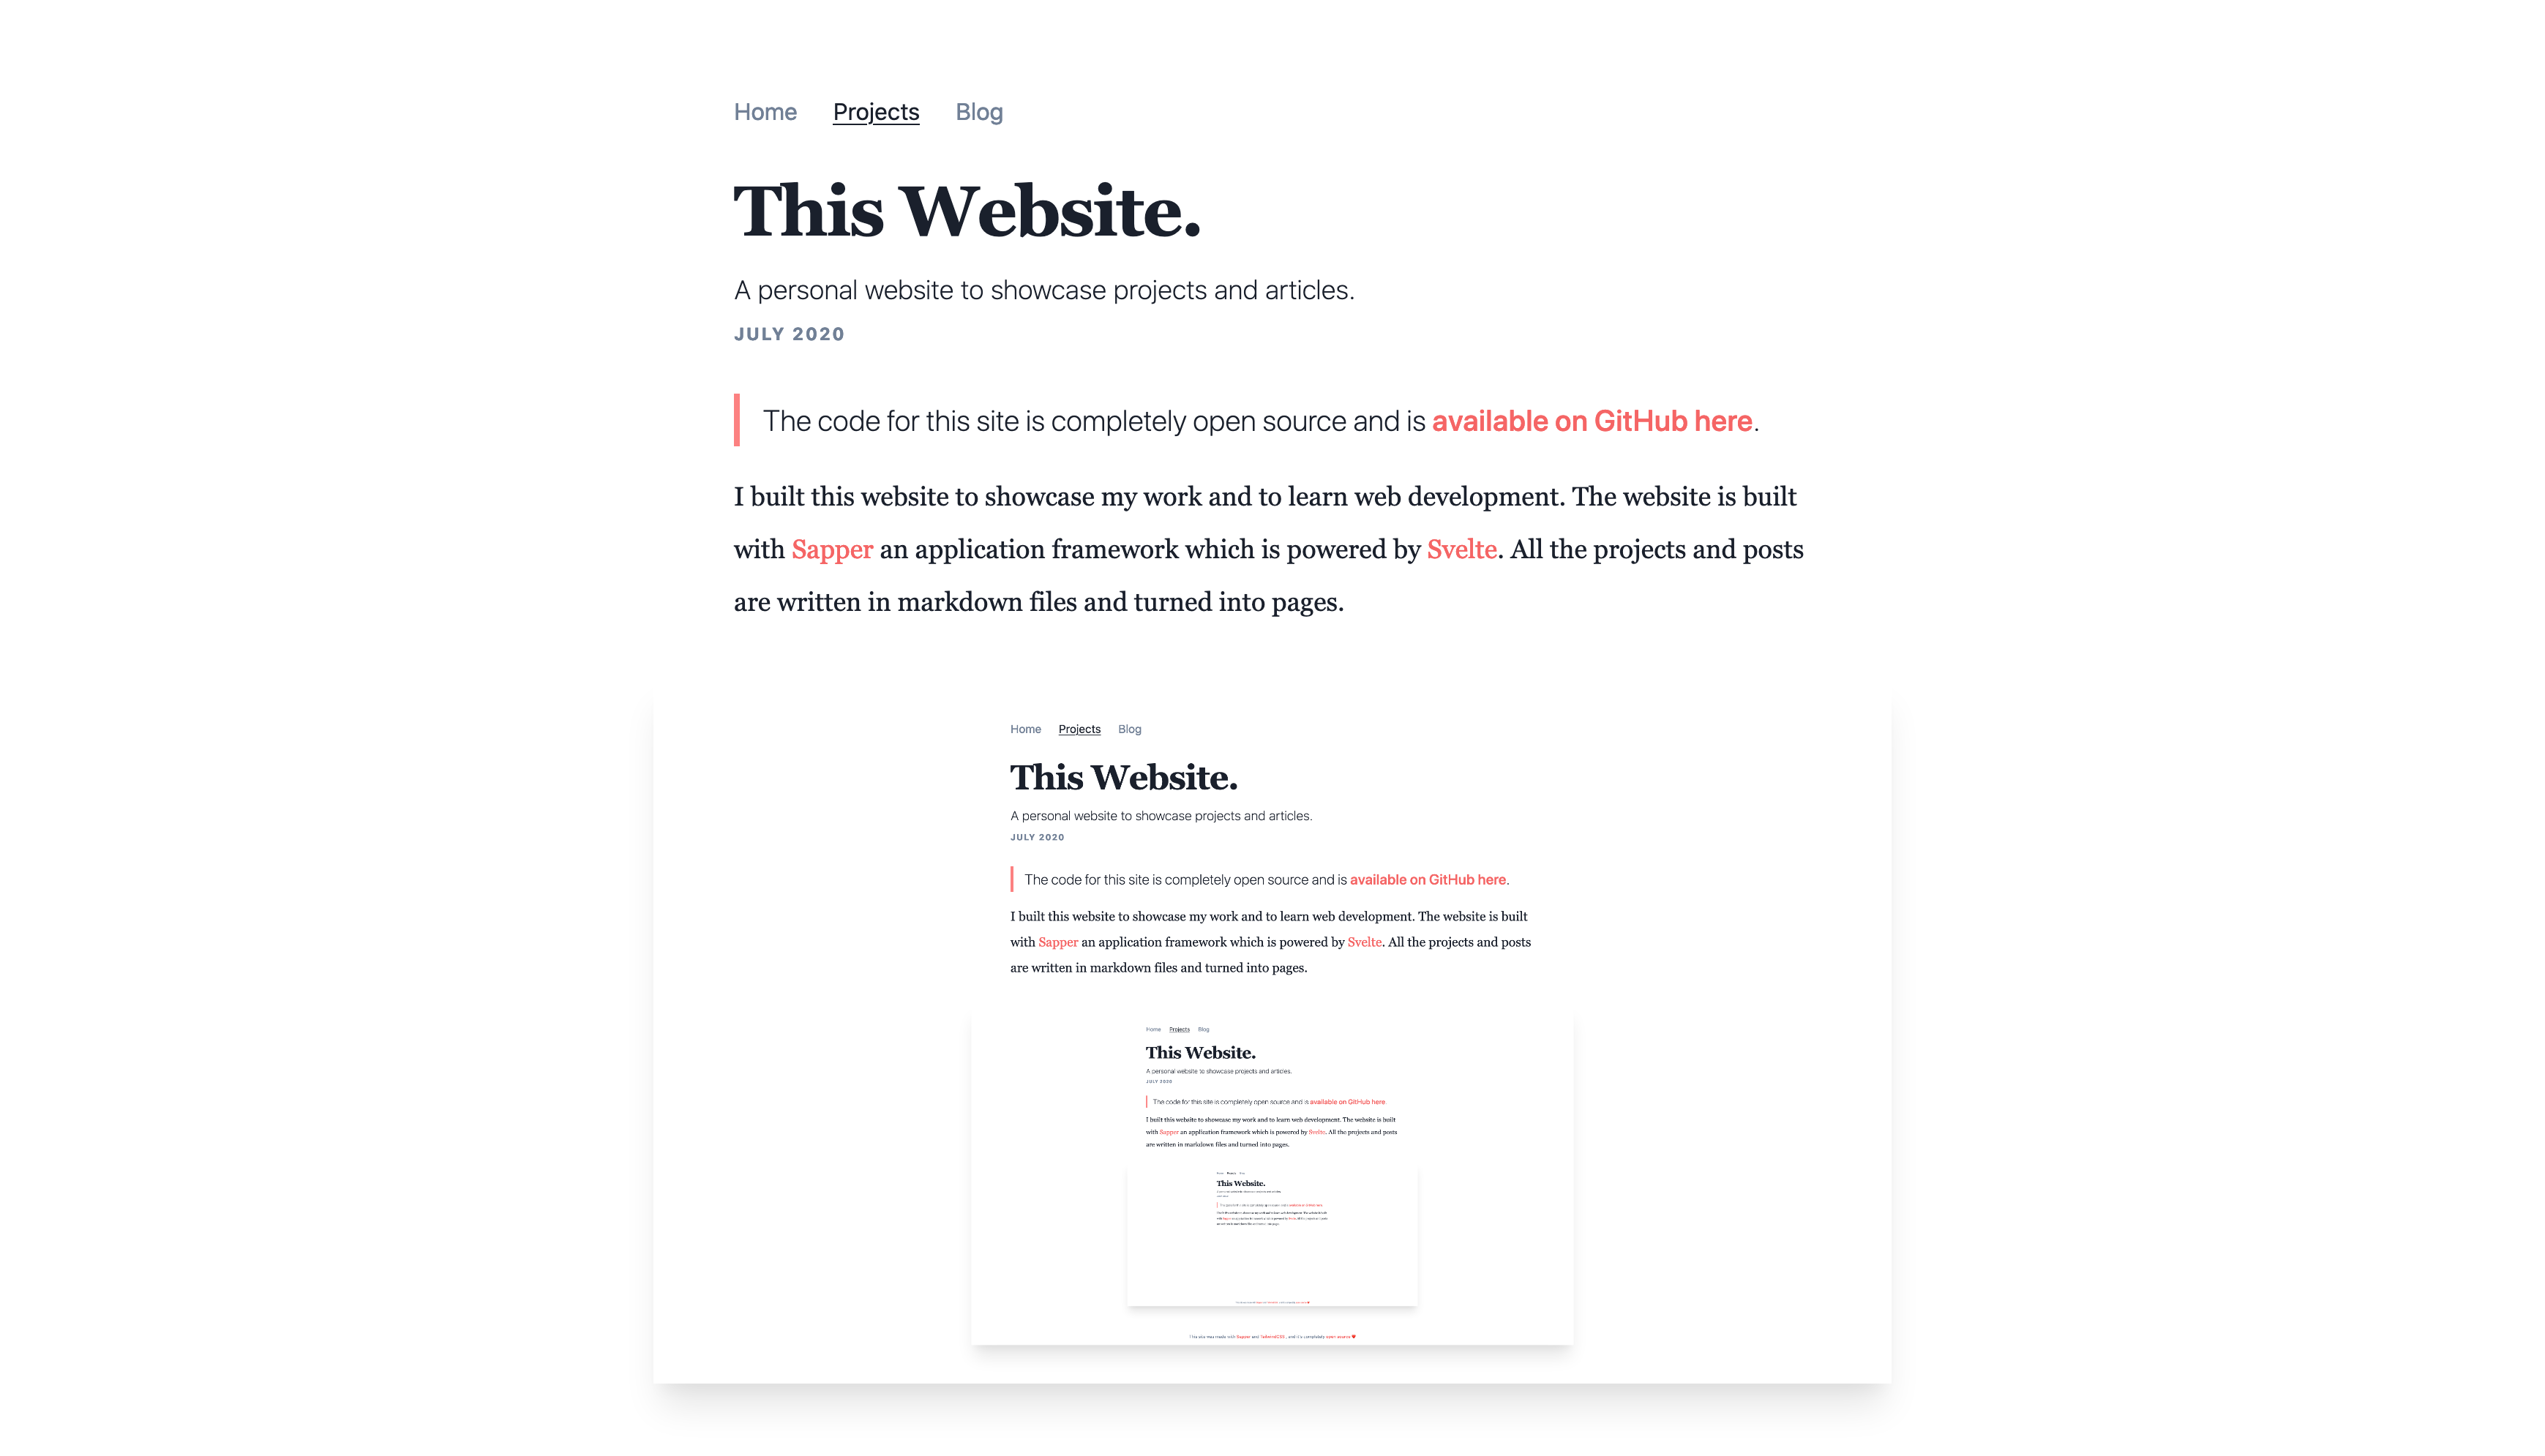 Home Projects Blog
This Website.
A personal website to showcase projects and articles.
JULY 2020
The code for this site is completely open source and is available on GitHub here.
I built this website to showcase my work and to learn web development. The website is built
with Sapper an application framework which is powered by Svelte. All the projects and posts
are written in markdown files and turned into pages.
Home Projects Blog
This Website.
A personal website to showcase projects and articles.
JULY 2020
The code for this site is completely open source and is available on GitHub here.
I built this website to showcase my work and to learn web development. The website is built
with Sapper an application framework which is powered by Svelte. All the projects and posts
are written in markdown files and turned into pages.
Home Projects Blog
This Website.
A personal website to showcase projects and articles.
JULY 2020
The code for this site is completely open source and is available on GitHub here.
I built this website to showcase my work and to learn web development. The website is built
with Sapper an application framework which is powered by Svelte. All the projects and posts
are written in markdown files and turned into pages.
This Website.
This site was made with Sapper and TailwindCSS, and it's completely open source